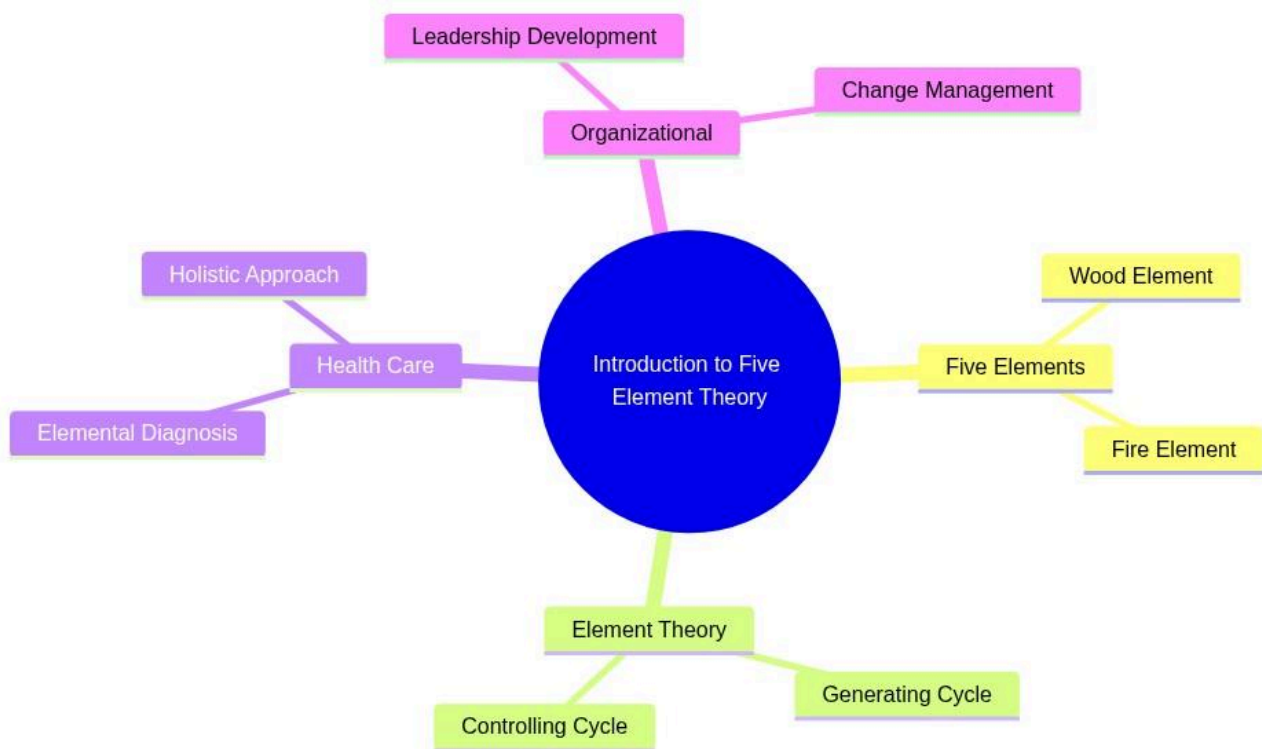 Leadership Development
Change Management
Organizational
Holistic Approach
Wood Element
Health Care
Introduction to Five
Element Theory
Five Elements
Elemental Diagnosis
Fire Element
Element Theory
Generating Cycle
Controlling Cycle